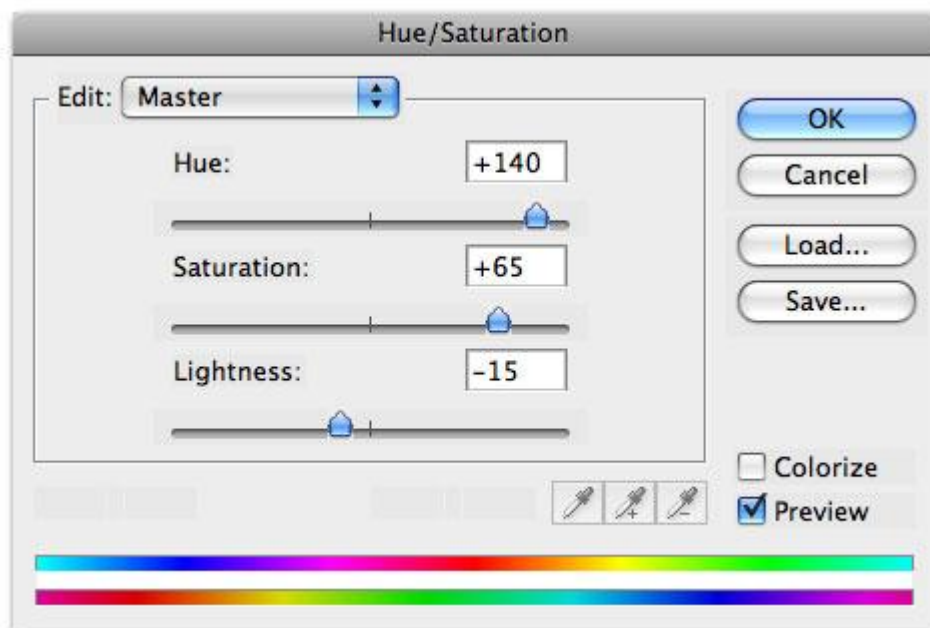 Hue/Saturation
Edit: Master
Hue: +140
Saturation: +65
Lightness: -15
OK
Cancel
Load...
Save...
Colorize
Preview